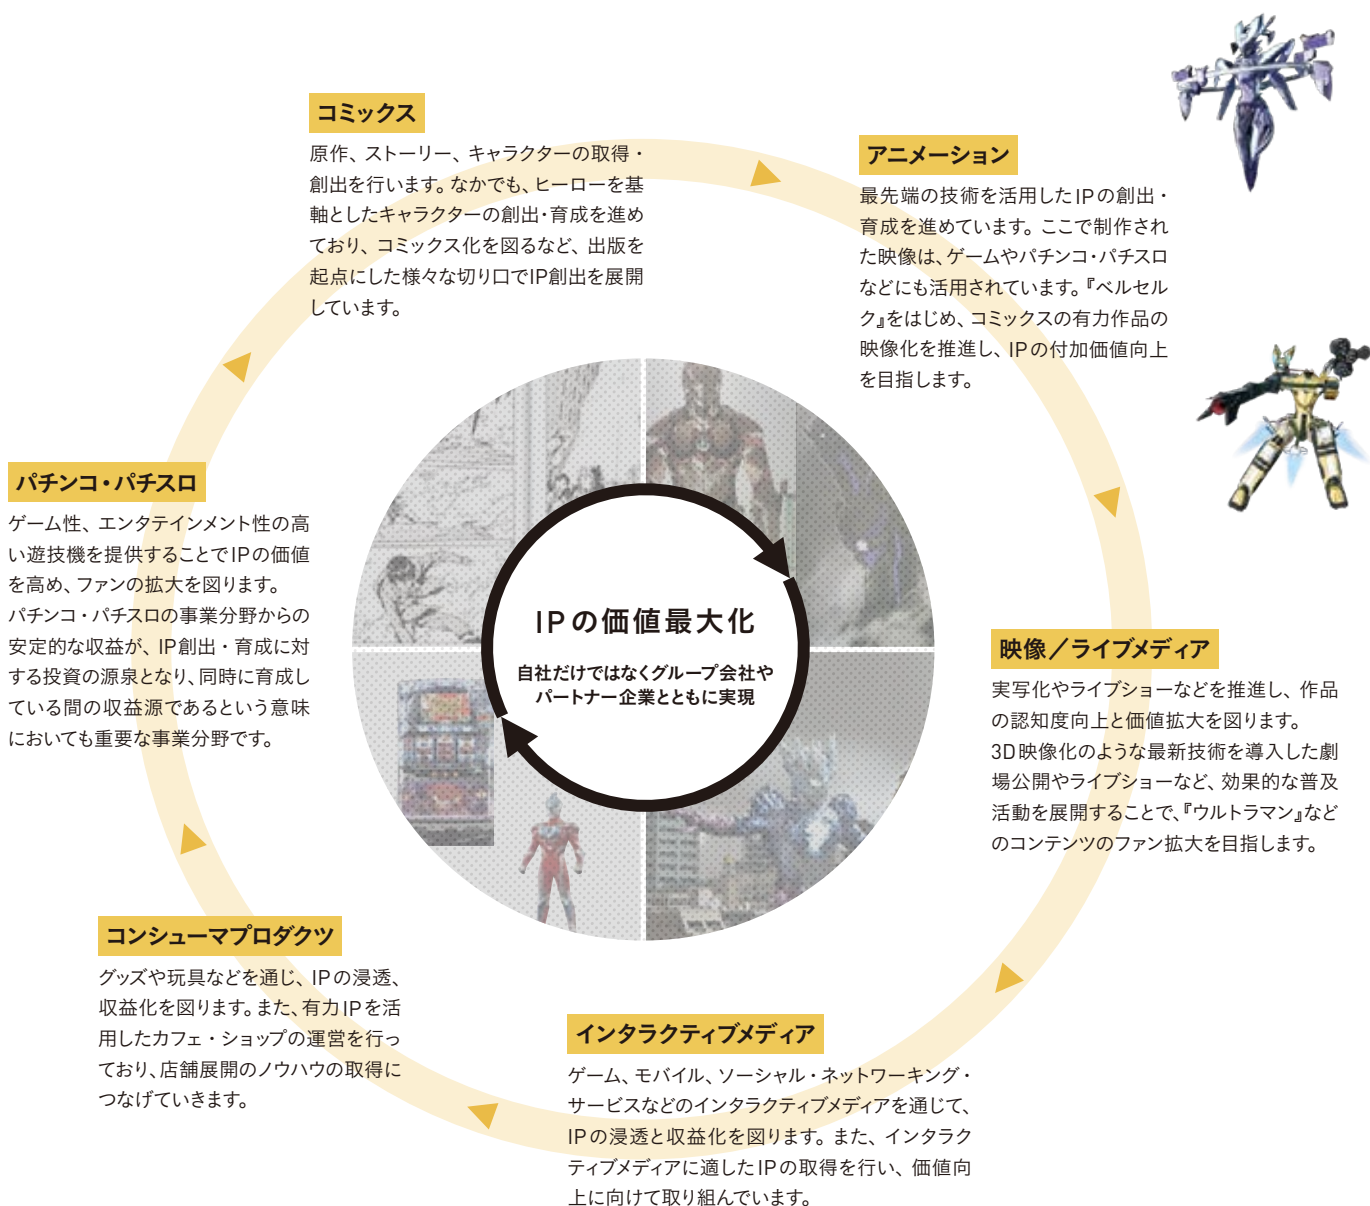 コミックス
原作、ストーリー、キャラクターの取得・
創出を行います。なかでも、ヒーローを基
軸としたキャラクターの創出・育成を進め
ており、コミックス化を図るなど、出版を
起点にした様々な切り口でIP創出を展開
しています。
アニメーション
最先端の技術を活用したIPの創出・
育成を進めています。ここで制作され
た映像は、ゲームやパチンコ・パチスロ
などにも活用されています。『ベルセル
ク』をはじめ、コミックスの有力作品の
映像化を推進し、IPの付加価値向上
を目指します。
パチンコ・パチスロ
ゲーム性、エンタテインメント性の高
い遊技機を提供することでIPの価値
を高め、ファンの拡大を図ります。
パチンコ・パチスロの事業分野からの
安定的な収益が、IP創出・育成に対
する投資の源泉となり、同時に育成し
ている間の収益源であるという意味
においても重要な事業分野です。
IPの価値最大化
自社だけではなくグループ会社や
パートナー企業とともに実現
映像／ライブメディア
実写化やライブショーなどを推進し、作品
の認知度向上と価値拡大を図ります。
3D映像化のような最新技術を導入した劇
場公開やライブショーなど、効果的な普及
活動を展開することで、『ウルトラマン』など
のコンテンツのファン拡大を目指します。
コンシューマプロダクツ
グッズや玩具などを通じ、IPの浸透、
収益化を図ります。また、有力IPを活
用したカフェ・ショップの運営を行っ
ており、店舗展開のノウハウの取得に
つなげていきます。
インタラクティブメディア
ゲーム、モバイル、ソーシャル・ネットワーキング・
サービスなどのインタラクティブメディアを通じて、
IPの浸透と収益化を図ります。また、インタラク
ティブメディアに適したIPの取得を行い、価値向
上に向けて取り組んでいます。